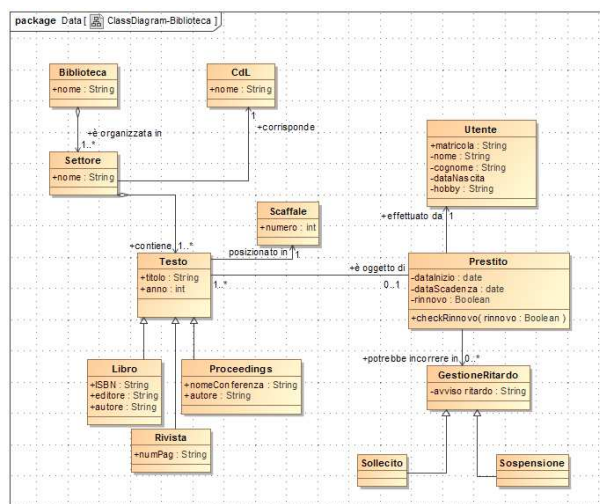 package Data [ ClassDiagram-Biblioteca ]
Biblioteca
+nome : String
CdL
+nome : String
1
+corrisponde
+è organizzata in
1..*
Settore
+nome : String
Utente
+matricola : String
-nome : String
-cognome : String
-dataNascita
-hobby : String
Scaffale
+numero : int
+effettuato da
1
+contiene
1..*
posizionato in
1
Testo
+titolo : String
+anno : int
1..*
+è oggetto di
0..1
Prestito
-dataInizio : date
-dataScadenza : date
-rinnovo : Boolean
+checkRinnovo( rinnovo : Boolean )
+potrebbe incorrere in
0..*
Libro
+ISBN : String
+editore : String
+autore : String
Proceedings
+nomeConferenza : String
+autore : String
GestioneRitardo
-avviso ritardo : String
Rivista
+numPag : String
Sollecito
Sospensione